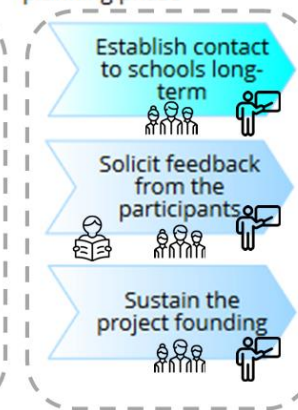 Establish contact
to schools long-
term
Solicit feedback
from the
participants
Sustain the
project founding